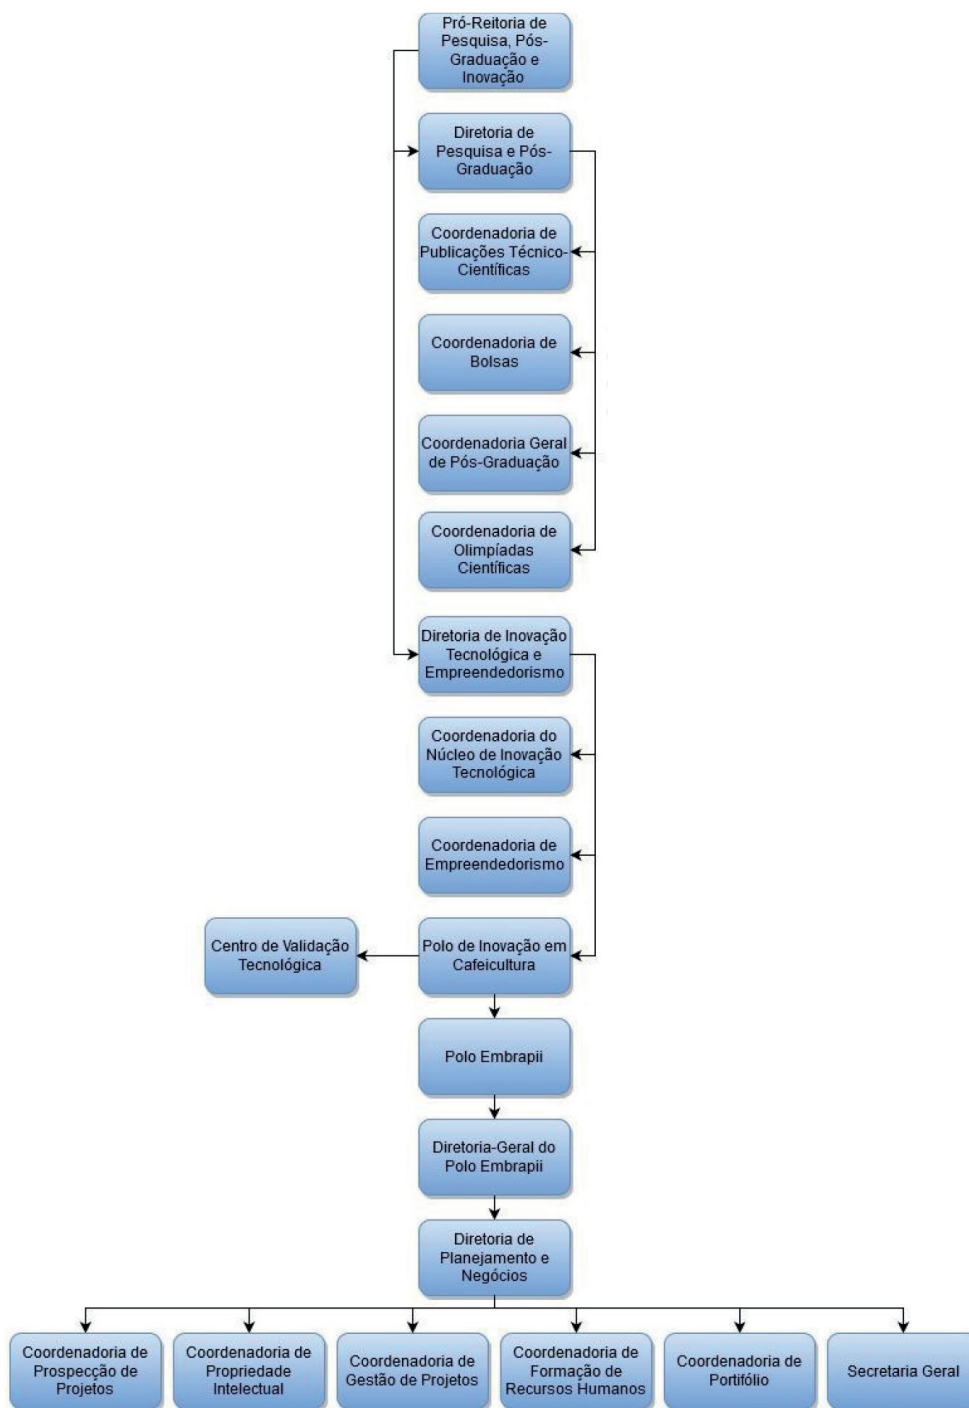 Pró-Reitoria de
Pesquisa, Pós-
Graduação e
Inovação
Diretoria de
Pesquisa e Pós-
Graduação
Coordenadoria de
Publicações Técnico-
Científicas
Coordenadoria de
Bolsas
Coordenadoria Geral
de Pós-Graduação
Coordenadoria de
Olimpíadas
Científicas
Diretoria de Inovação
Tecnológica e
Empreendedorismo
Coordenadoria do
Núcleo de Inovação
Tecnológica
Coordenadoria de
Empreendedorismo
Centro de Validação
Tecnológica
Polo de Inovação em
Cafeicultura
Polo Embrapii
Diretoria-Geral do
Polo Embrapii
Diretoria de
Planejamento e
Negócios
Coordenadoria de
Prospecção de
Projetos
Coordenadoria de
Propriedade
Intelectual
Coordenadoria de
Gestão de Projetos
Coordenadoria de
Formação de
Recursos Humanos
Coordenadoria de
Portifólio
Secretaria Geral